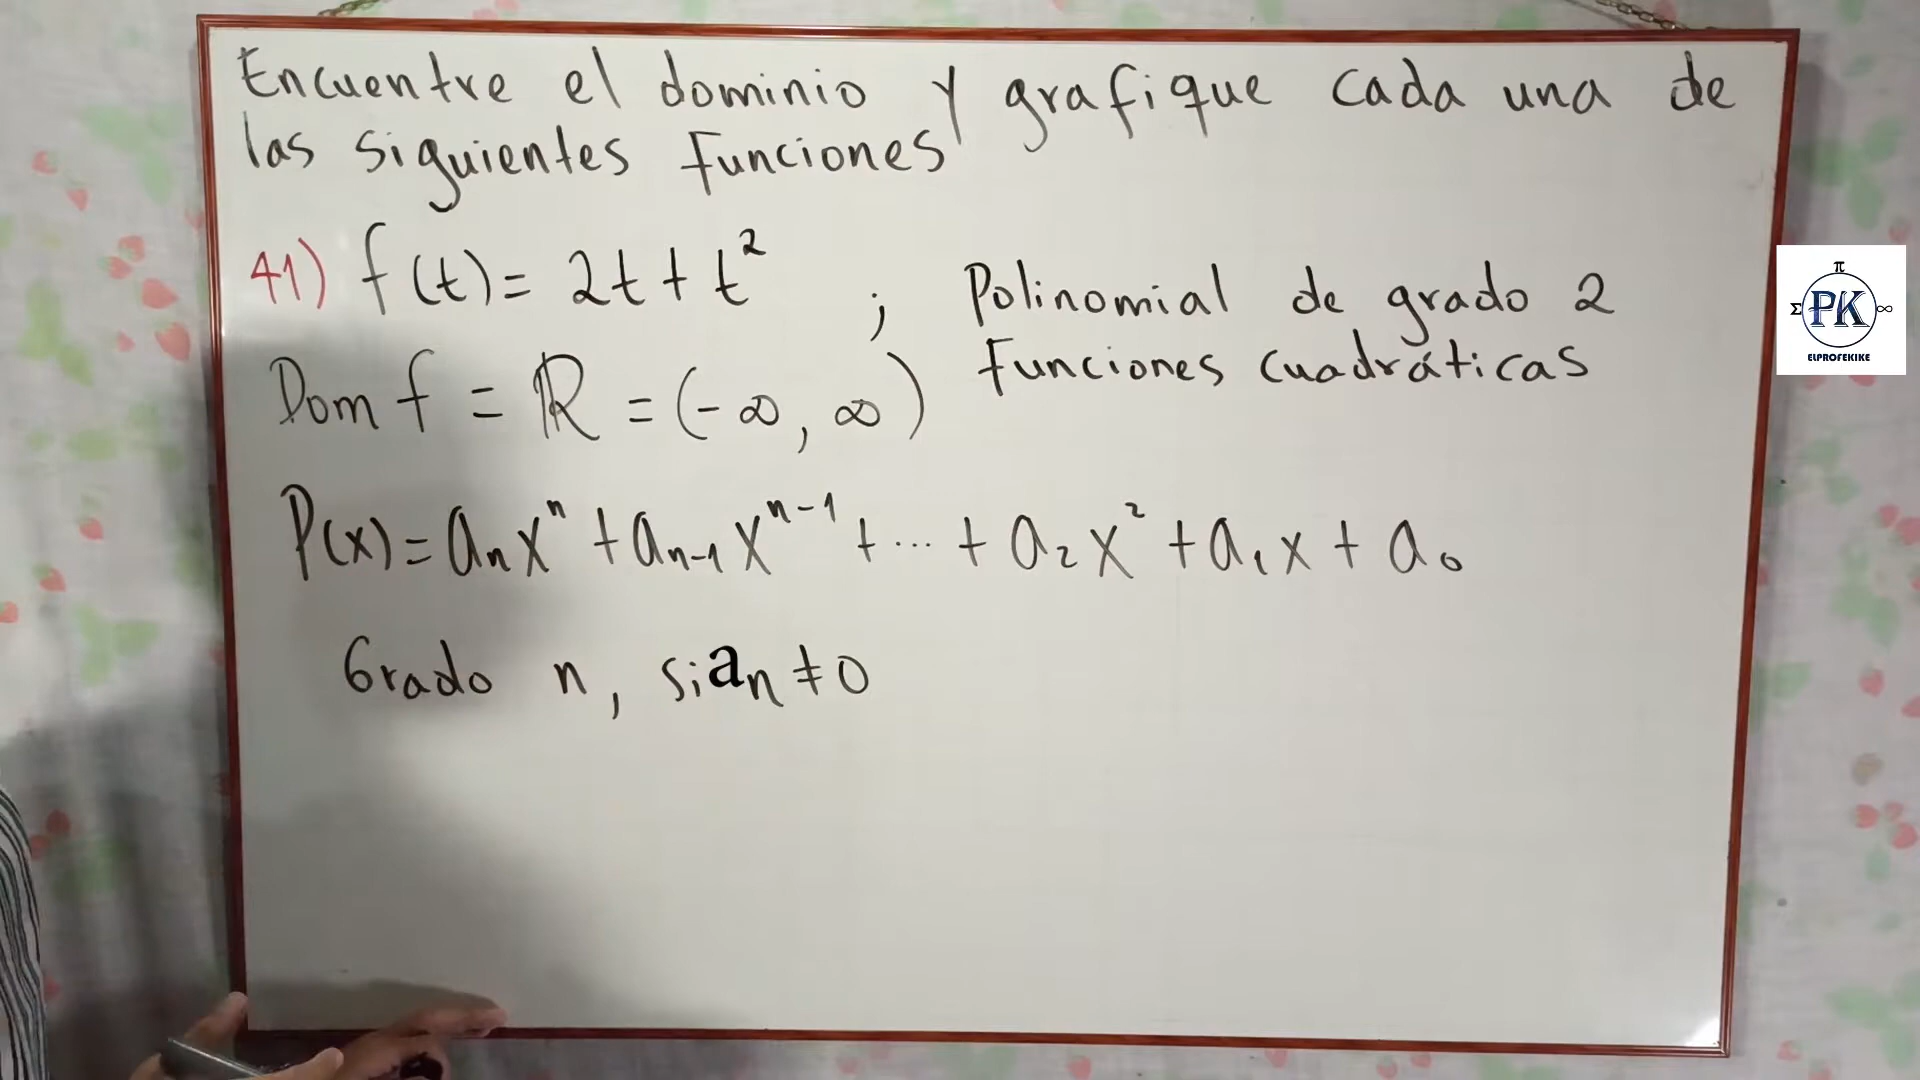 Encuentre el dominio y grafique cada una de
las siguientes funciones
41) f(t) = 2t + t² ; Polinomial de grado 2
funciones cuadráticas
Dom f = ℝ = (-∞, ∞)
P(x) = aₙxⁿ + aₙ₋₁xⁿ⁻¹ + ... + a₂x² + a₁x + a₀
Grado n, si aₙ ≠ 0
π
Σ PK ∞
ELPROFEKIKE